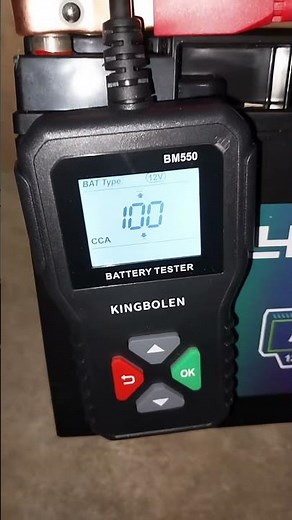 BM550
BAT Type 12V
100
CCA
BATTERY TESTER
KINGBOLEN
OK